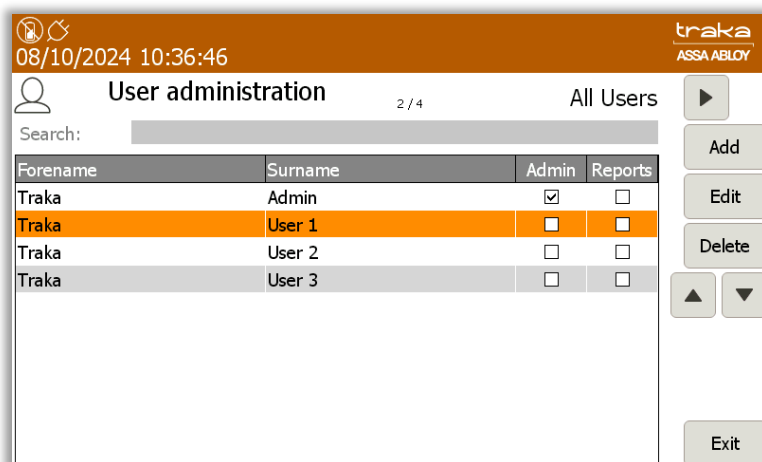 traka
08/10/2024 10:36:46
ASSA ABLOY
User administration 2 / 4 All Users
Search:
Add
Forename Surname Admin Reports
Traka Admin
Edit
Traka User 1
Traka User 2
Delete
Traka User 3
Exit